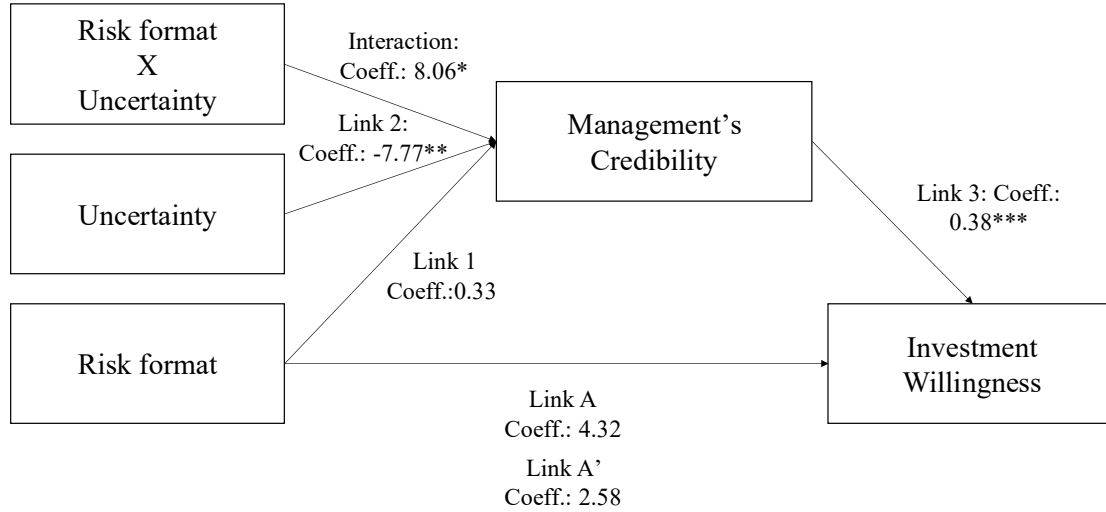 Risk format
X
Uncertainty
Interaction:
Coeff.: 8.06*
Link 2:
Coeff.: -7.77**
Management’s
Credibility
Uncertainty
Link 3: Coeff.:
0.38***
Link 1
Coeff.:0.33
Risk format
Investment
Willingness
Link A
Coeff.: 4.32
Link A’
Coeff.: 2.58